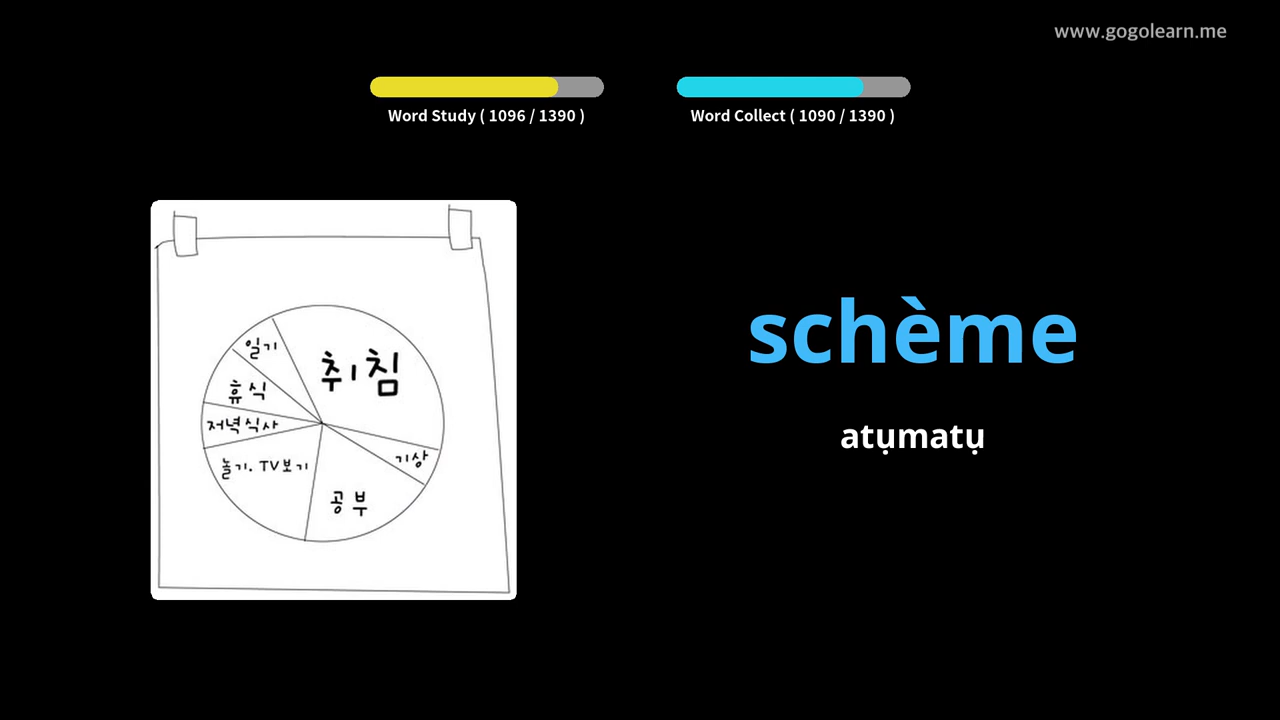 www.gogolearn.me
Word Study ( 1096 / 1390 )
Word Collect ( 1090 / 1390 )
일기
취침
휴식
저녁식사
기상
놀기. TV보기
공부
schème
atụmatụ